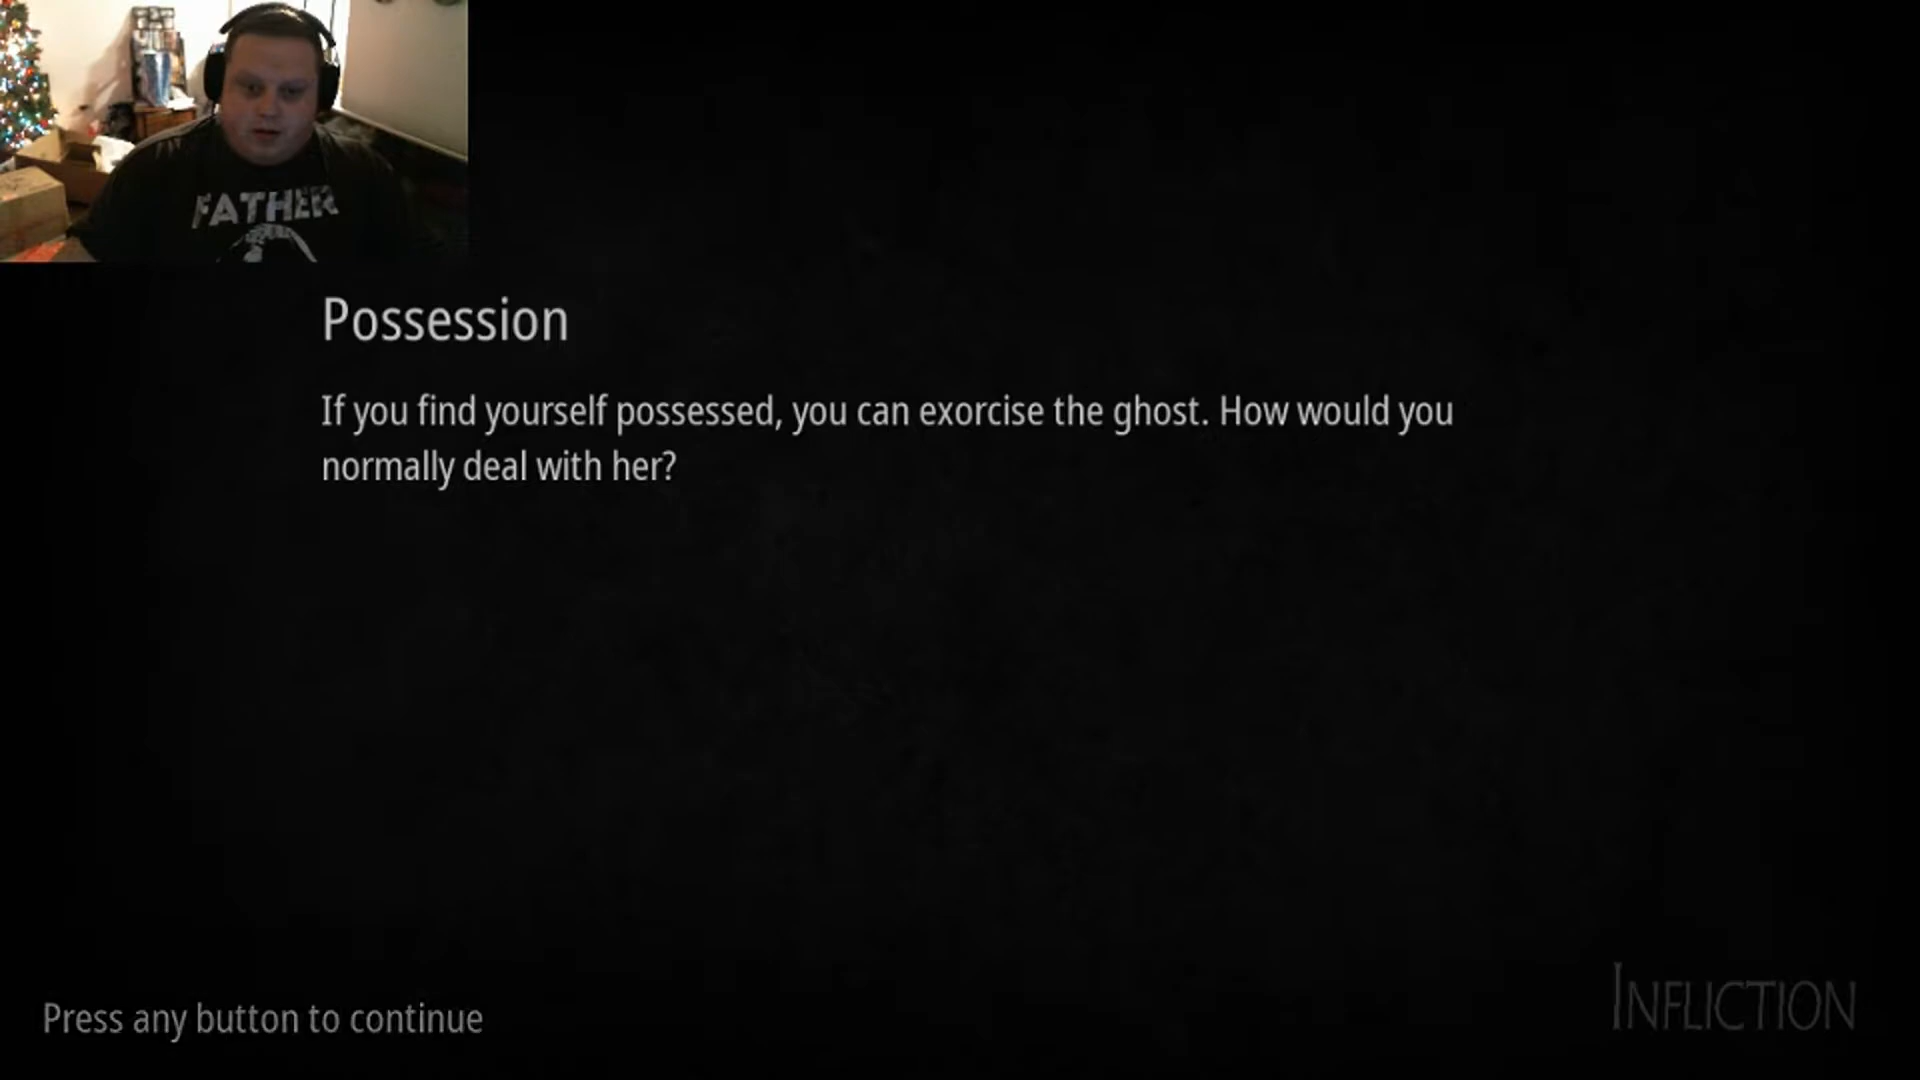 FATHER
Possession
If you find yourself possessed, you can exorcise the ghost. How would you
normally deal with her?
Press any button to continue
INFLICTION